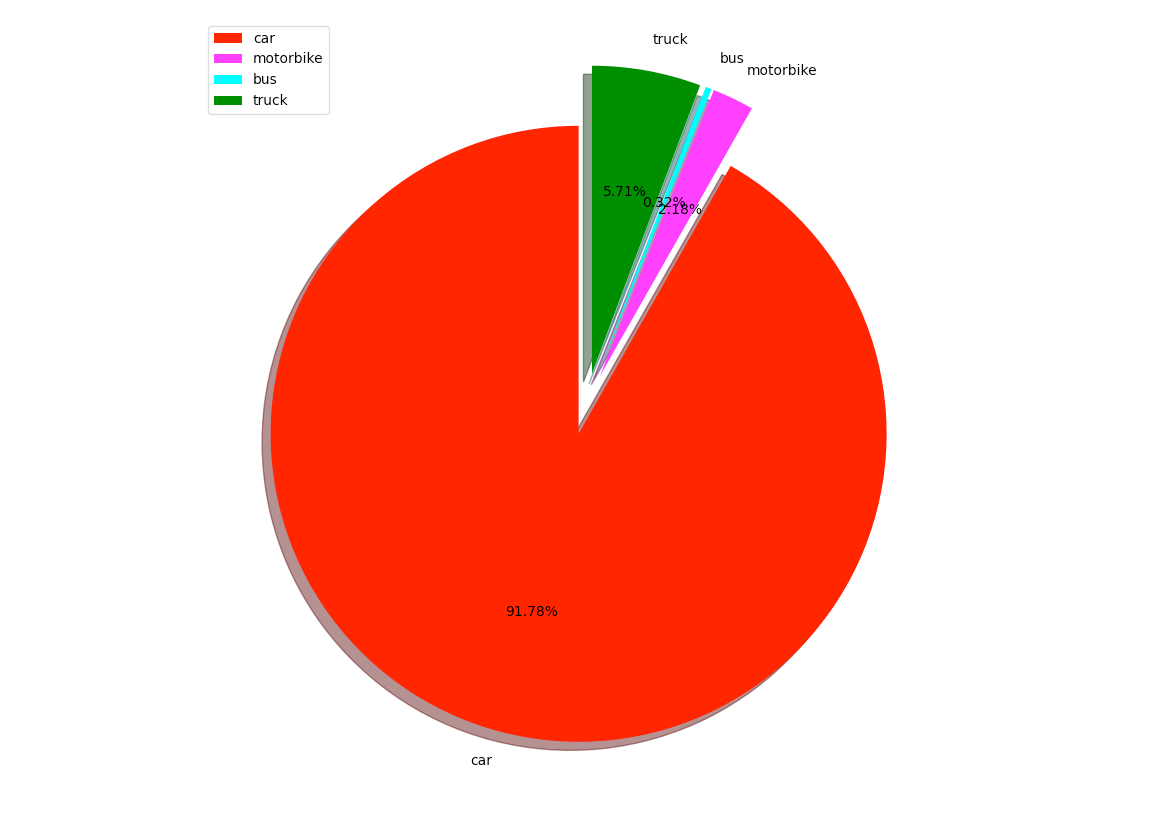 car
motorbike
bus
truck
truck
bus
motorbike
5.71%
0.32%
2.18%
91.78%
car